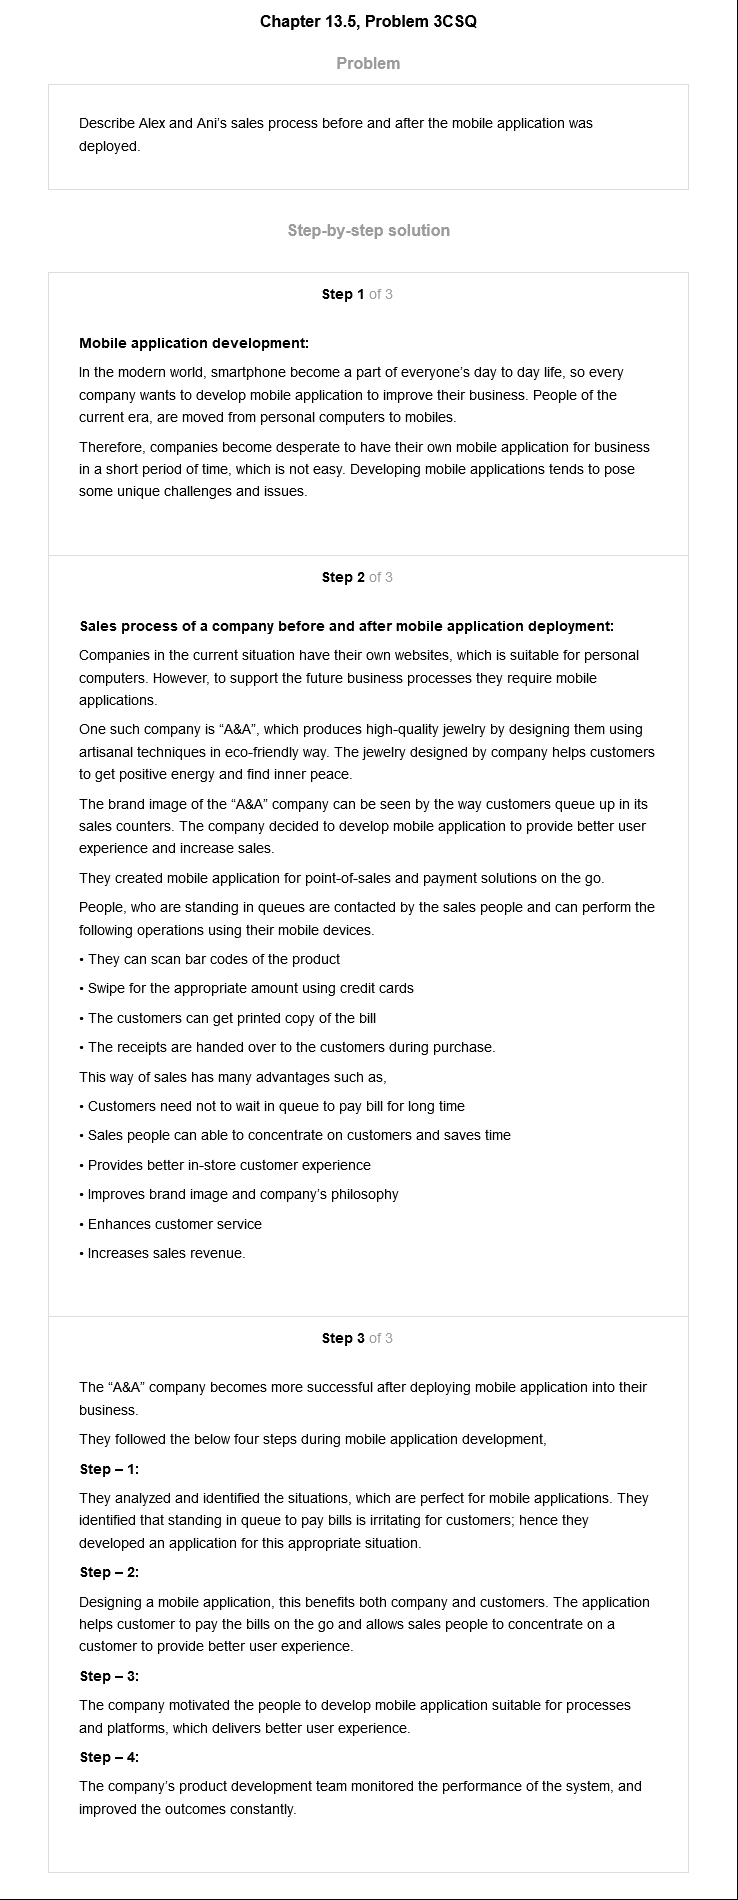 Chapter 13.5, Problem 3CSQ
Problem
Describe Alex and Ani's sales process before and after the mobile application was
deployed.
Step-by-step solution
Step 1 of 3
Mobile application development:
In the modern world, smartphone become a part of everyone's day to day life, so every
company wants to develop mobile application to improve their business. People of the
current era, are moved from personal computers to mobiles.
Therefore, companies become desperate to have their own mobile application for business
in a short period of time, which is not easy. Developing mobile applications tends to pose
some unique challenges and issues.
Step 2 of 3
Sales process of a company before and after mobile application deployment:
Companies in the current situation have their own websites, which is suitable for personal
computers. However, to support the future business processes they require mobile
applications.
One such company is “A&A”, which produces high-quality jewelry by designing them using
artisanal techniques in eco-friendly way. The jewelry designed by company helps customers
to get positive energy and find inner peace.
The brand image of the “A&A” company can be seen by the way customers queue up in its
sales counters. The company decided to develop mobile application to provide better user
experience and increase sales.
They created mobile application for point-of-sales and payment solutions on the go.
People, who are standing in queues are contacted by the sales people and can perform the
following operations using their mobile devices.
• They can scan bar codes of the product
• Swipe for the appropriate amount using credit cards
• The customers can get printed copy of the bill
• The receipts are handed over to the customers during purchase.
This way of sales has many advantages such as,
• Customers need not to wait in queue to pay bill for long time
• Sales people can able to concentrate on customers and saves time
• Provides better in-store customer experience
• Improves brand image and company's philosophy
• Enhances customer service
• Increases sales revenue.
Step 3 of 3
The “A&A” company becomes more successful after deploying mobile application into their
business.
They followed the below four steps during mobile application development,
Step – 1:
They analyzed and identified the situations, which are perfect for mobile applications. They
identified that standing in queue to pay bills is irritating for customers; hence they
developed an application for this appropriate situation.
Step – 2:
Designing a mobile application, this benefits both company and customers. The application
helps customer to pay the bills on the go and allows sales people to concentrate on a
customer to provide better user experience.
Step – 3:
The company motivated the people to develop mobile application suitable for processes
and platforms, which delivers better user experience.
Step – 4:
The company's product development team monitored the performance of the system, and
improved the outcomes constantly.